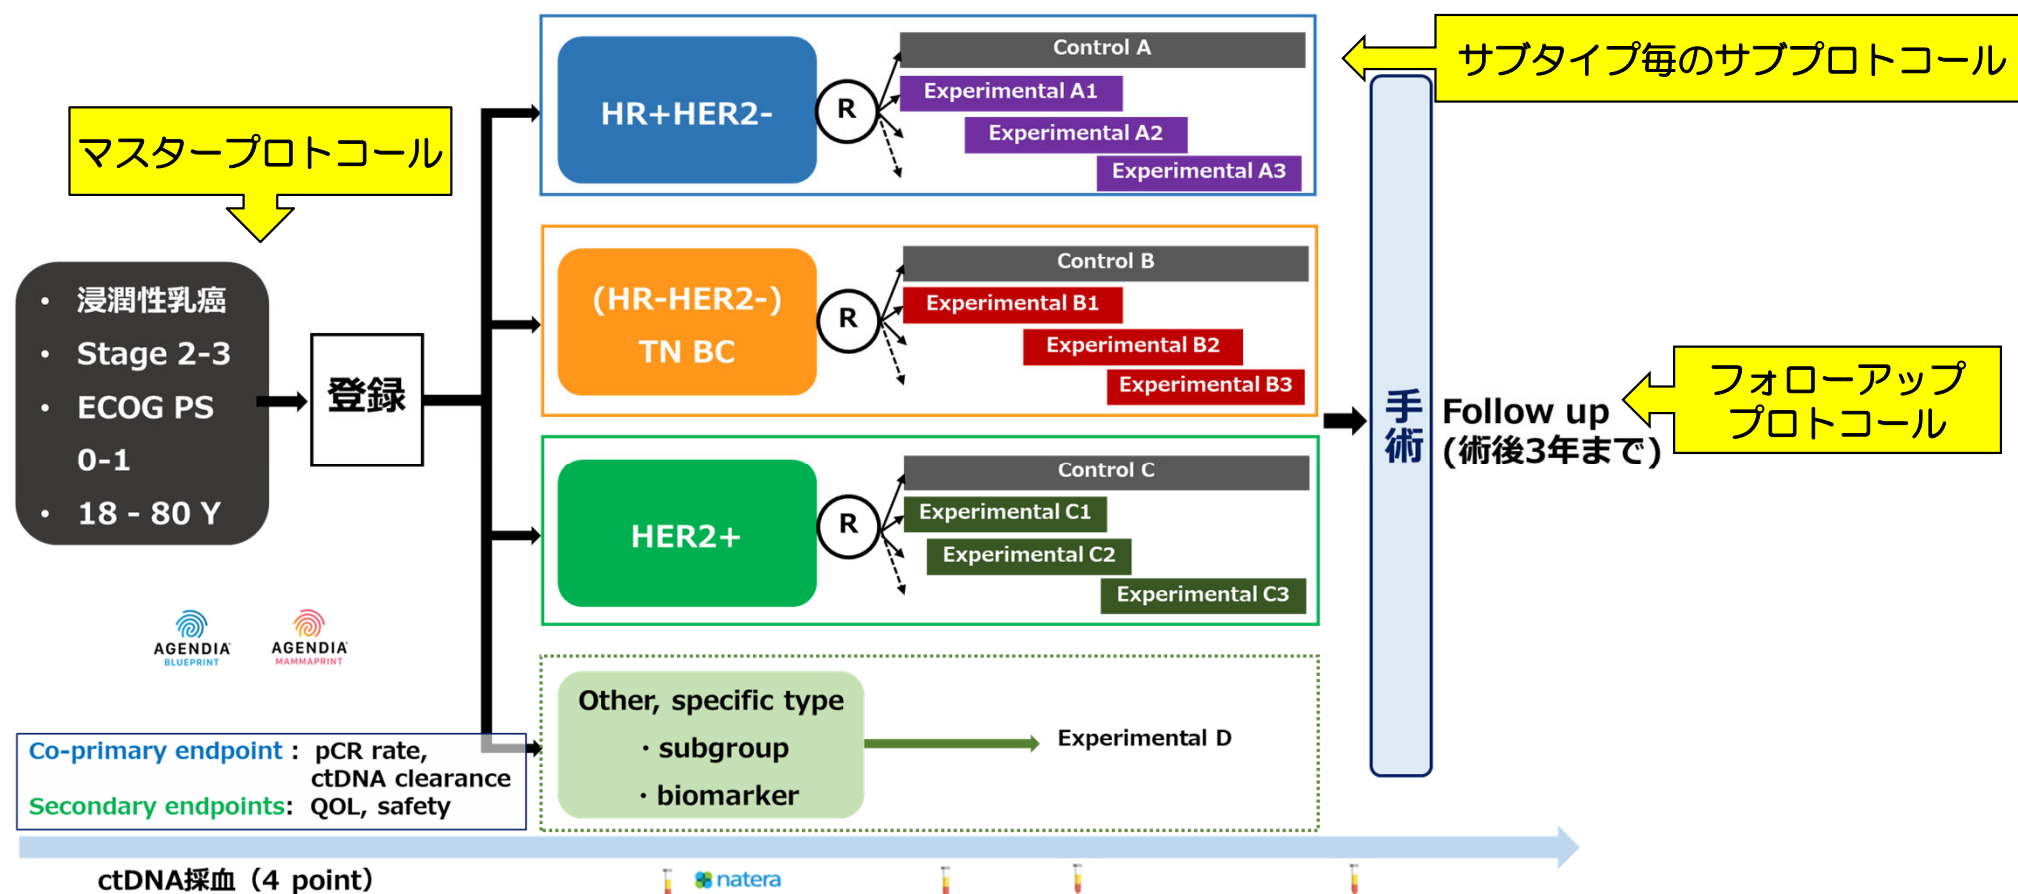 マスタープロトコール
サブタイプ毎のサブプロトコール
フォローアップ
プロトコール
• 浸潤性乳癌
• Stage 2-3
• ECOG PS
0-1
• 18 - 80 Y
登録
HR+HER2-
R
Control A
Experimental A1
Experimental A2
Experimental A3
(HR-HER2-)
TN BC
R
Control B
Experimental B1
Experimental B2
Experimental B3
HER2+
R
Control C
Experimental C1
Experimental C2
Experimental C3
Other, specific type
・subgroup
・biomarker
Experimental D
手術
Follow up
(術後3年まで)
AGENDIA
BLUEPRINT
AGENDIA
MAMMAPRINT
Co-primary endpoint : pCR rate,
ctDNA clearance
Secondary endpoints: QOL, safety
ctDNA採血（4 point）
natera